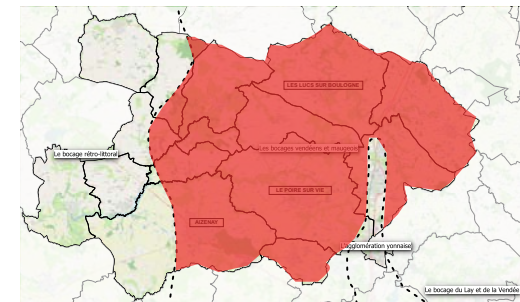 LES LUCS SUR BOULOGNE
Les bocages vendéens et maugeois
Le bocage rétro-littoral
LE POIRE SUR VIE
AIZENAY
L'agglomération yonnaise
Le bocage du Lay et de la Vendée